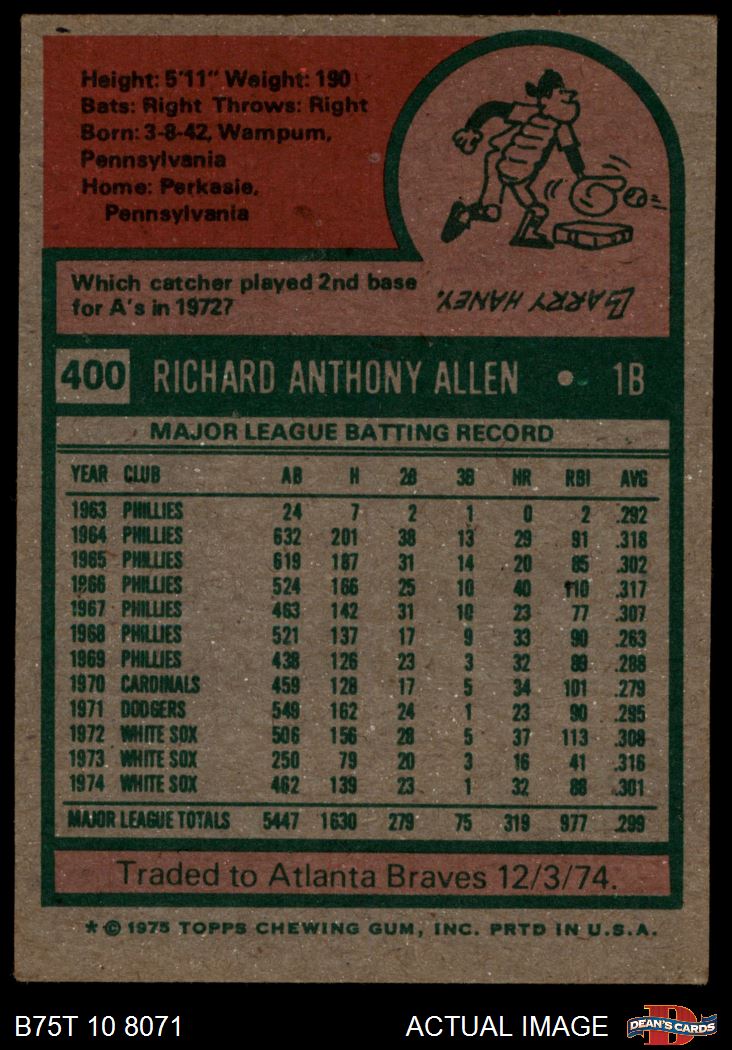 Height: 5'11" Weight: 190
Bats: Right Throws: Right
Born: 3-8-42, Wampum,
Pennsylvania
Home: Perkasie,
Pennsylvania
Which catcher played 2nd base
for A's in 1972?
BARRY HANEY.
400 RICHARD ANTHONY ALLEN • 1B
MAJOR LEAGUE BATTING RECORD
YEAR CLUB AB H 2B 3B HR RBI AVG
1963 PHILLIES 24 7 2 1 0 2 .292
1964 PHILLIES 632 201 38 13 29 91 .318
1965 PHILLIES 619 187 31 14 20 85 .302
1966 PHILLIES 524 166 25 10 40 110 .317
1967 PHILLIES 463 142 31 10 23 77 .307
1968 PHILLIES 521 137 17 9 33 90 .263
1969 PHILLIES 438 126 23 3 32 89 .288
1970 CARDINALS 459 128 17 5 34 101 .279
1971 DODGERS 549 162 24 1 23 90 .295
1972 WHITE SOX 506 156 28 5 37 113 .308
1973 WHITE SOX 250 79 20 3 16 41 .316
1974 WHITE SOX 462 139 23 1 32 88 .301
MAJOR LEAGUE TOTALS 5447 1630 279 75 319 977 .299
Traded to Atlanta Braves 12/3/74.
* © 1975 TOPPS CHEWING GUM, INC. PRTD IN U.S.A.
B75T 10 8071 ACTUAL IMAGE D DEAN'S CARDS